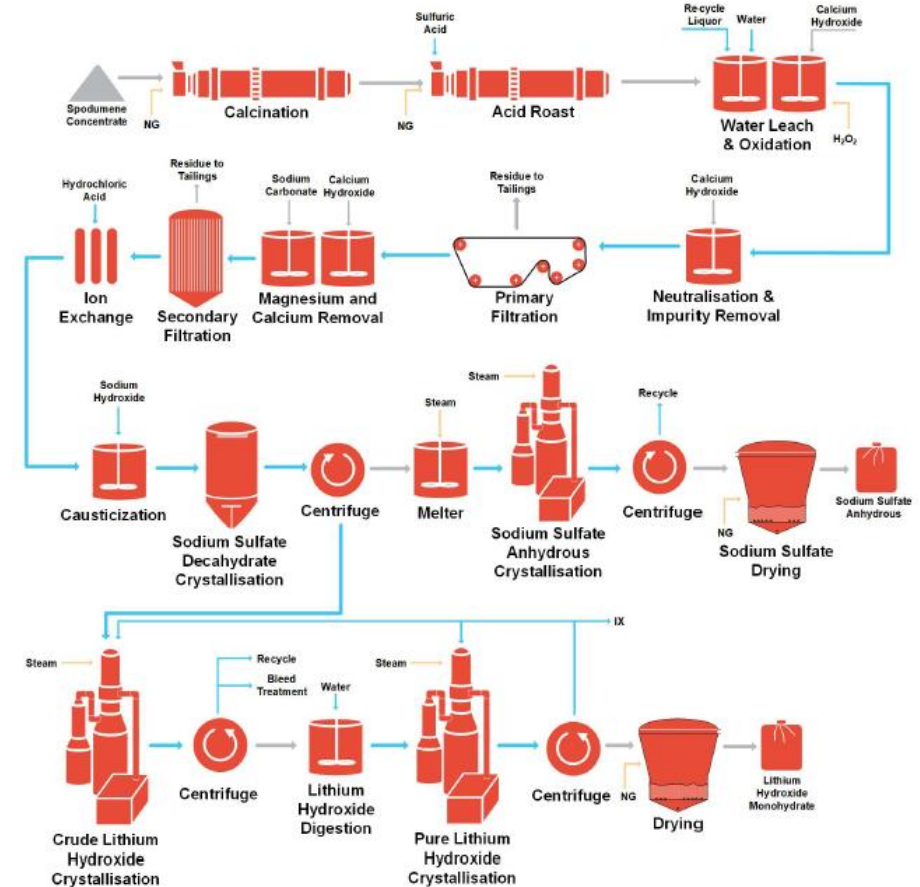 Sulfuric
Acid
Re-cycle
Liquor
Water
Calcium
Hydroxide
Spodumene
Concentrate
NG
Calcination
NG
Acid Roast
Water Leach
& Oxidation
H₂O₂
Hydrochloric
Acid
Residue to
Tailings
Sodium
Carbonate
Calcium
Hydroxide
Residue to
Tailings
Calcium
Hydroxide
Ion
Exchange
Secondary
Filtration
Magnesium and
Calcium Removal
Primary
Filtration
Neutralisation &
Impurity Removal
Sodium
Hydroxide
Steam
Steam
Recycle
Causticization
Sodium Sulfate
Decahydrate
Crystallisation
Centrifuge
Melter
Sodium Sulfate
Anhydrous
Crystallisation
Centrifuge
NG
Sodium Sulfate
Drying
Sodium Sulfate
Anhydrous
IX
Steam
Recycle
Bleed
Treatment
Water
Steam
Crude Lithium
Hydroxide
Crystallisation
Centrifuge
Lithium
Hydroxide
Digestion
Pure Lithium
Hydroxide
Crystallisation
Centrifuge
NG
Drying
Lithium
Hydroxide
Monohydrate